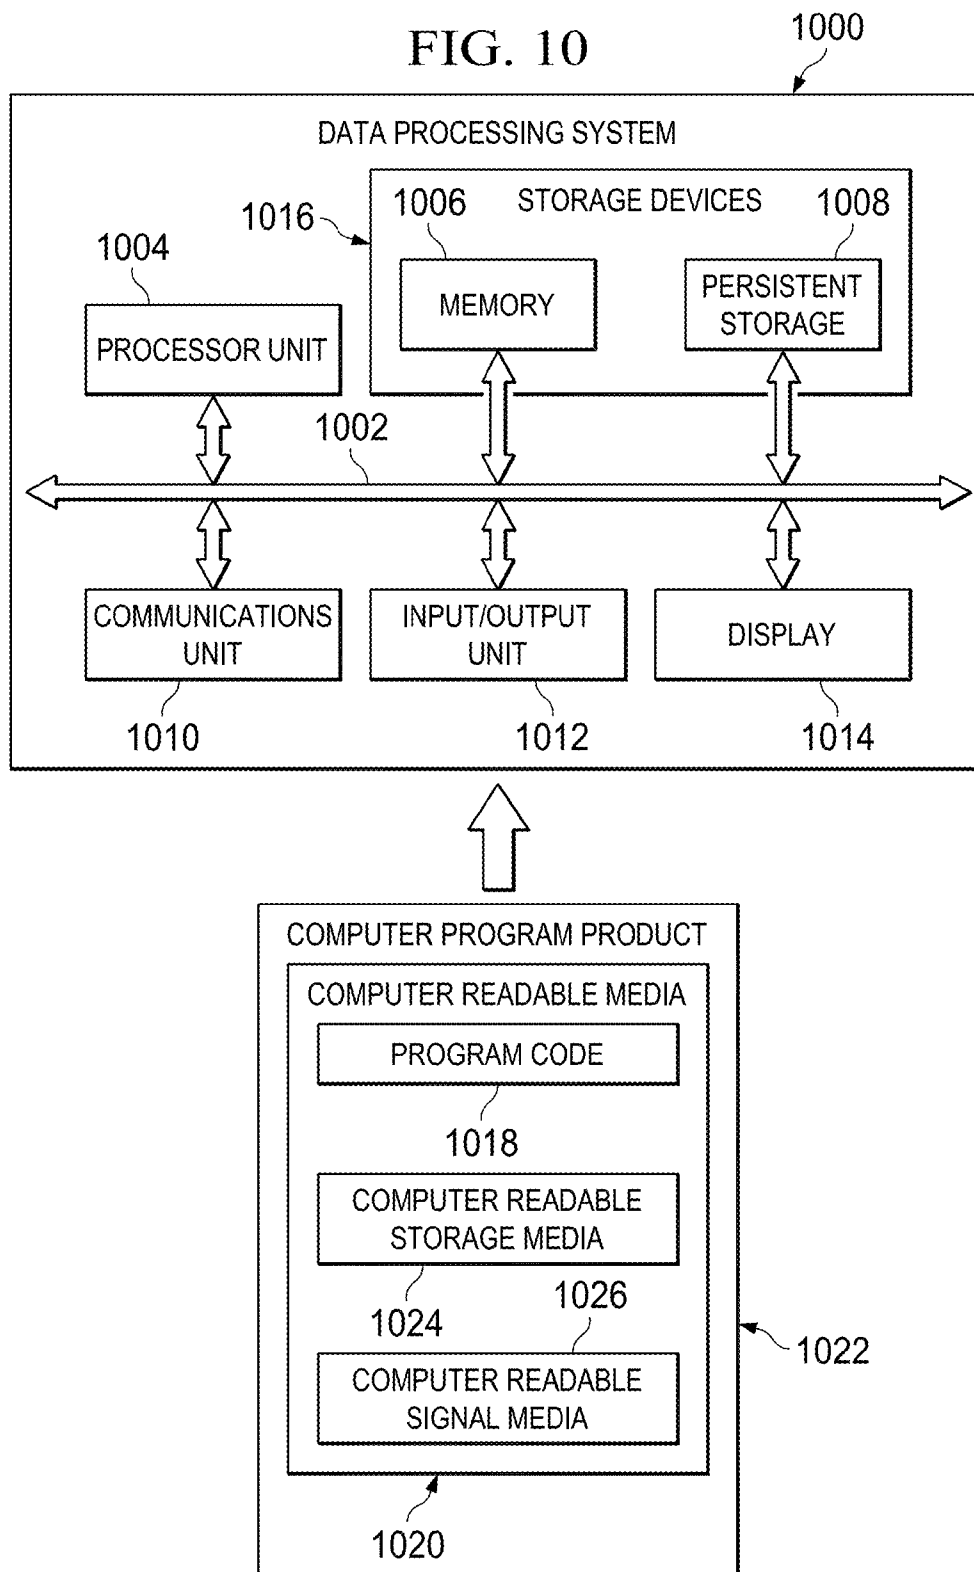 FIG. 10
1000
DATA PROCESSING SYSTEM
STORAGE DEVICES
1016
1006
1008
1004
MEMORY
PERSISTENT
STORAGE
PROCESSOR UNIT
1002
COMMUNICATIONS
UNIT
INPUT/OUTPUT
UNIT
DISPLAY
1010
1012
1014
COMPUTER PROGRAM PRODUCT
COMPUTER READABLE MEDIA
PROGRAM CODE
1018
COMPUTER READABLE
STORAGE MEDIA
1024
1026
1022
COMPUTER READABLE
SIGNAL MEDIA
1020